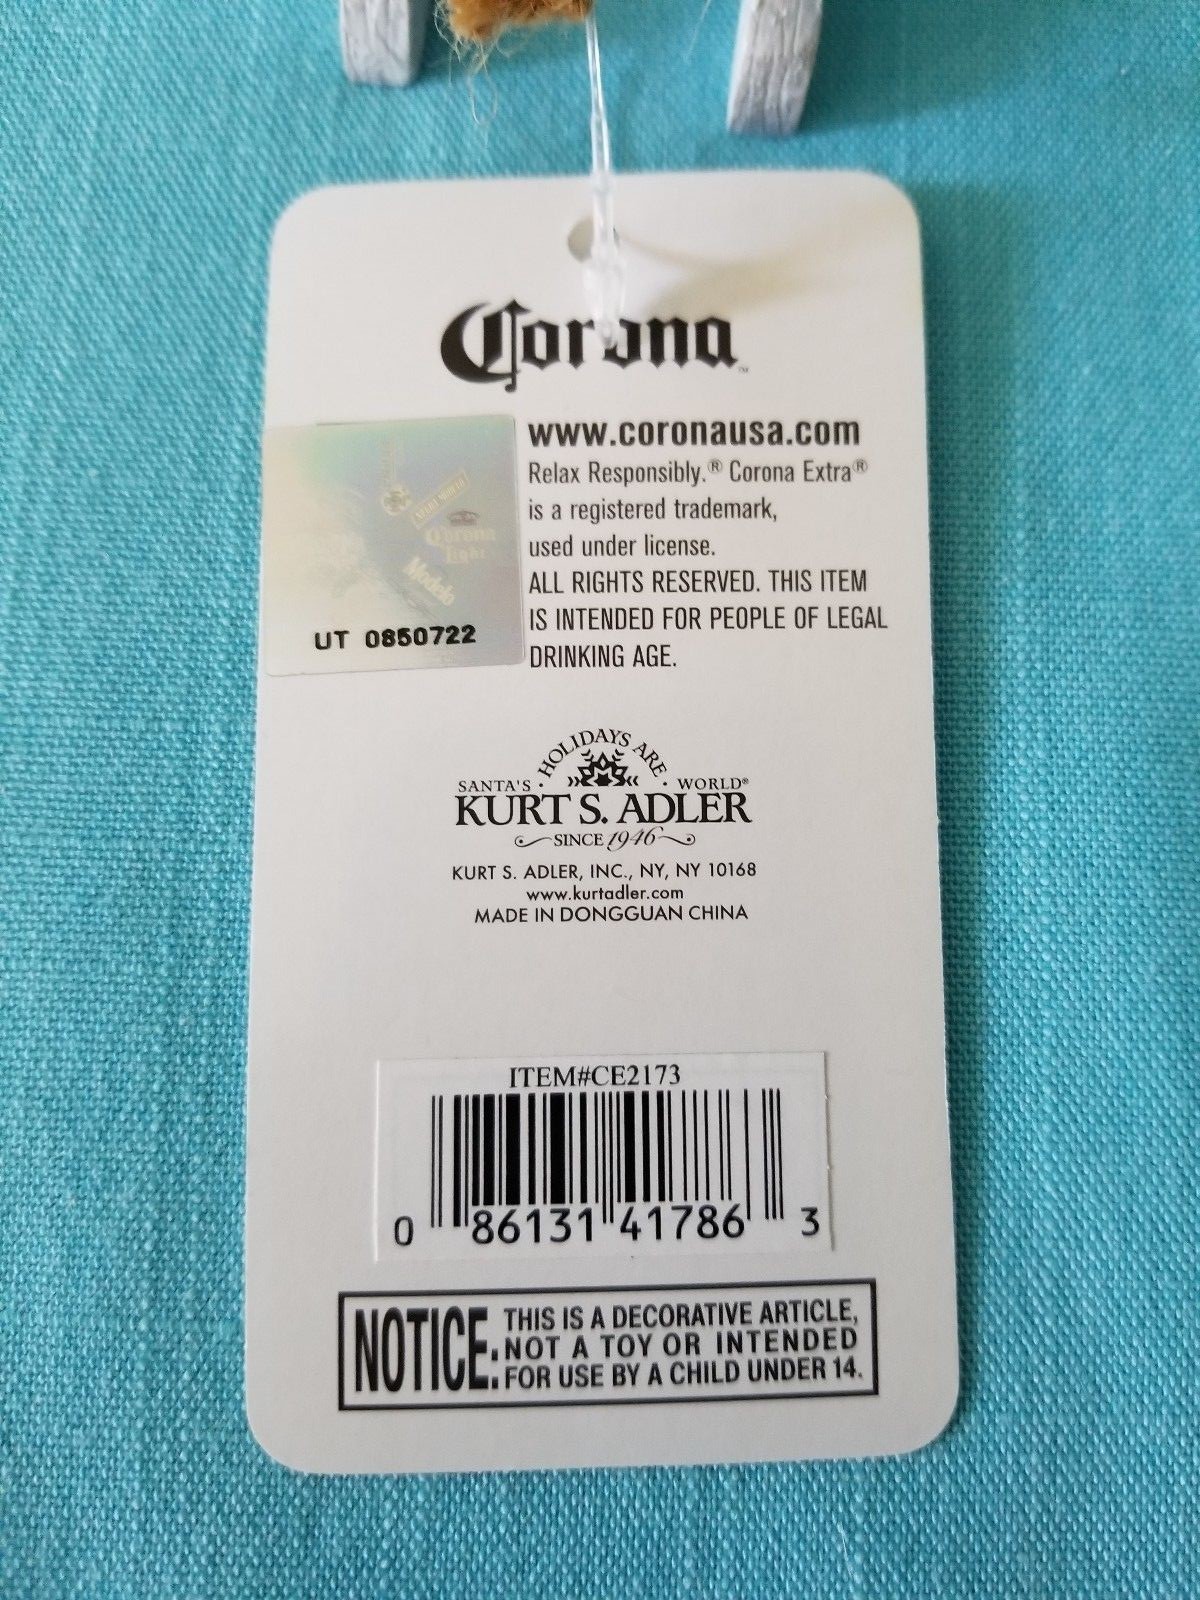 Corona™
www.coronausa.com
Relax Responsibly.® Corona Extra®
is a registered trademark,
used under license.
ALL RIGHTS RESERVED. THIS ITEM
IS INTENDED FOR PEOPLE OF LEGAL
DRINKING AGE.
Corona
Light
Modelo
UT 0850722
HOLIDAYS ARE
SANTA'S · · WORLD®
KURT S. ADLER
SINCE 1946
KURT S. ADLER, INC., NY, NY 10168
www.kurtadler.com
MADE IN DONGGUAN CHINA
ITEM#CE2173
0 86131 41786 3
NOTICE: THIS IS A DECORATIVE ARTICLE,
NOT A TOY OR INTENDED
FOR USE BY A CHILD UNDER 14.